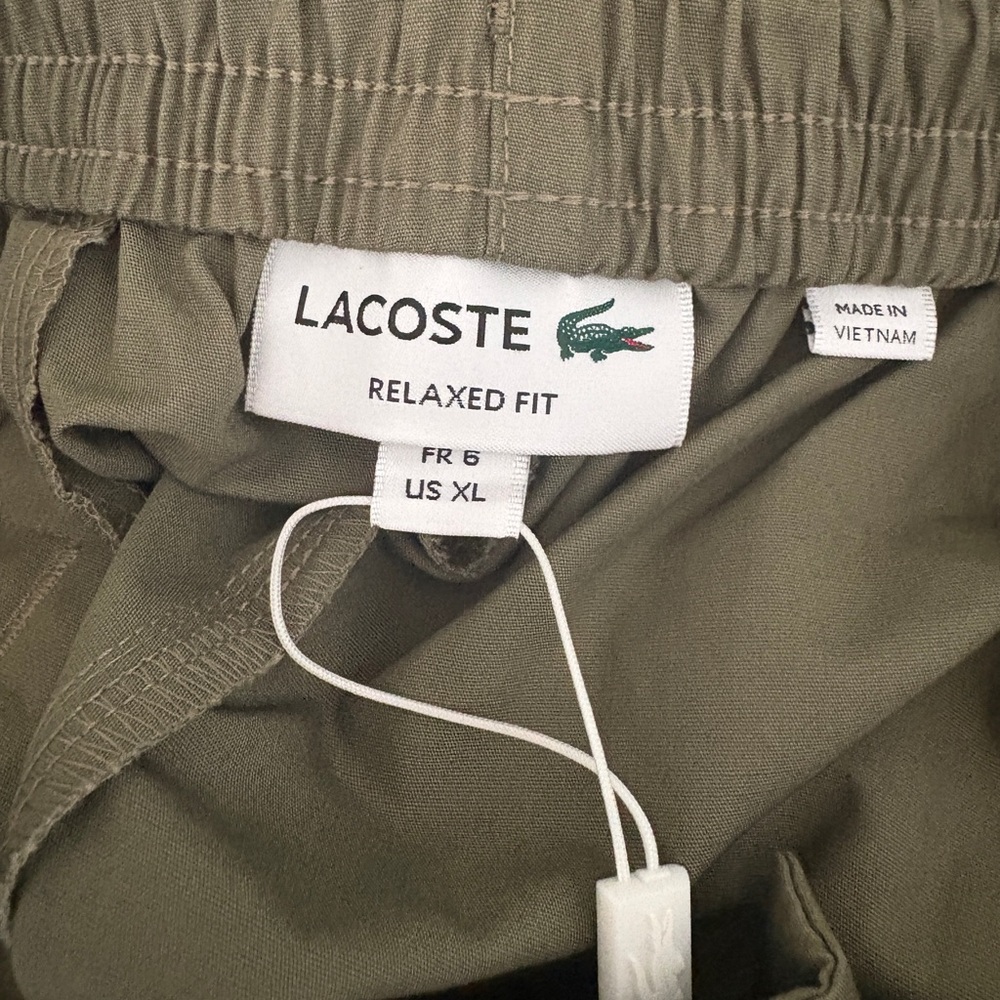 LACOSTE
RELAXED FIT
FR 6
US XL
MADE IN
VIETNAM